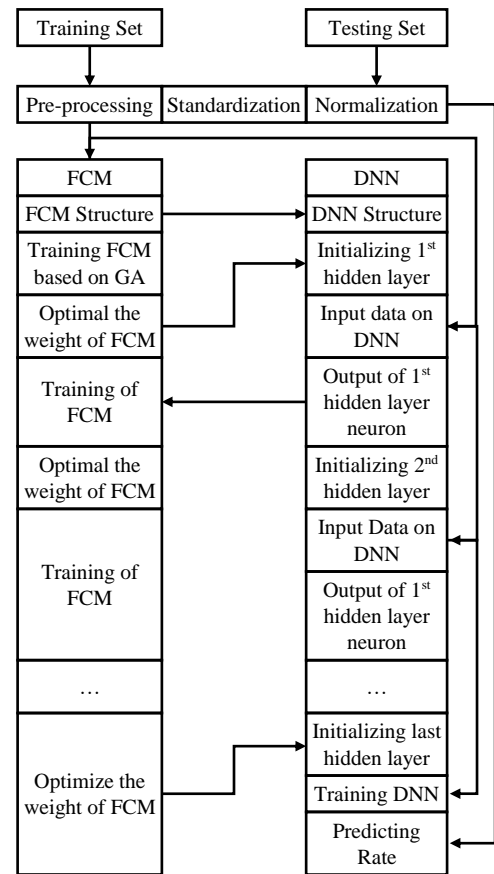 Training Set
Testing Set
Pre-processing
Standardization
Normalization
FCM
FCM Structure
Training FCM
based on GA
Optimal the
weight of FCM
Training of
FCM
Optimal the
weight of FCM
Training of
FCM
…
Optimize the
weight of FCM
DNN
DNN Structure
Initializing 1st
hidden layer
Input data on
DNN
Output of 1st
hidden layer
neuron
Initializing 2nd
hidden layer
Input Data on
DNN
Output of 1st
hidden layer
neuron
…
Initializing last
hidden layer
Training DNN
Predicting
Rate